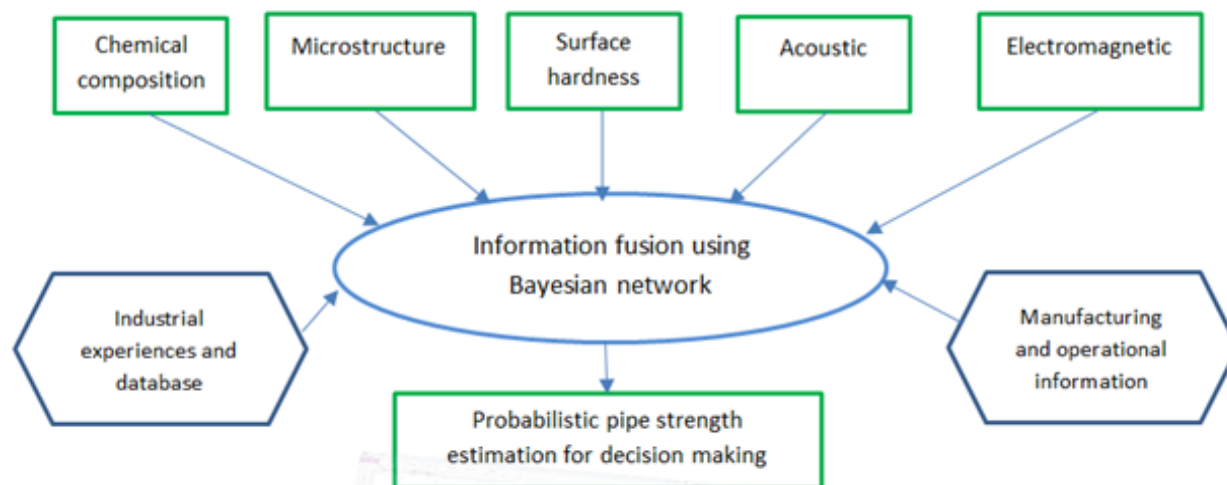 Chemical
composition
Microstructure
Surface
hardness
Acoustic
Electromagnetic
Information fusion using
Bayesian network
Industrial
experiences and
database
Manufacturing
and operational
information
Probabilistic pipe strength
estimation for decision making